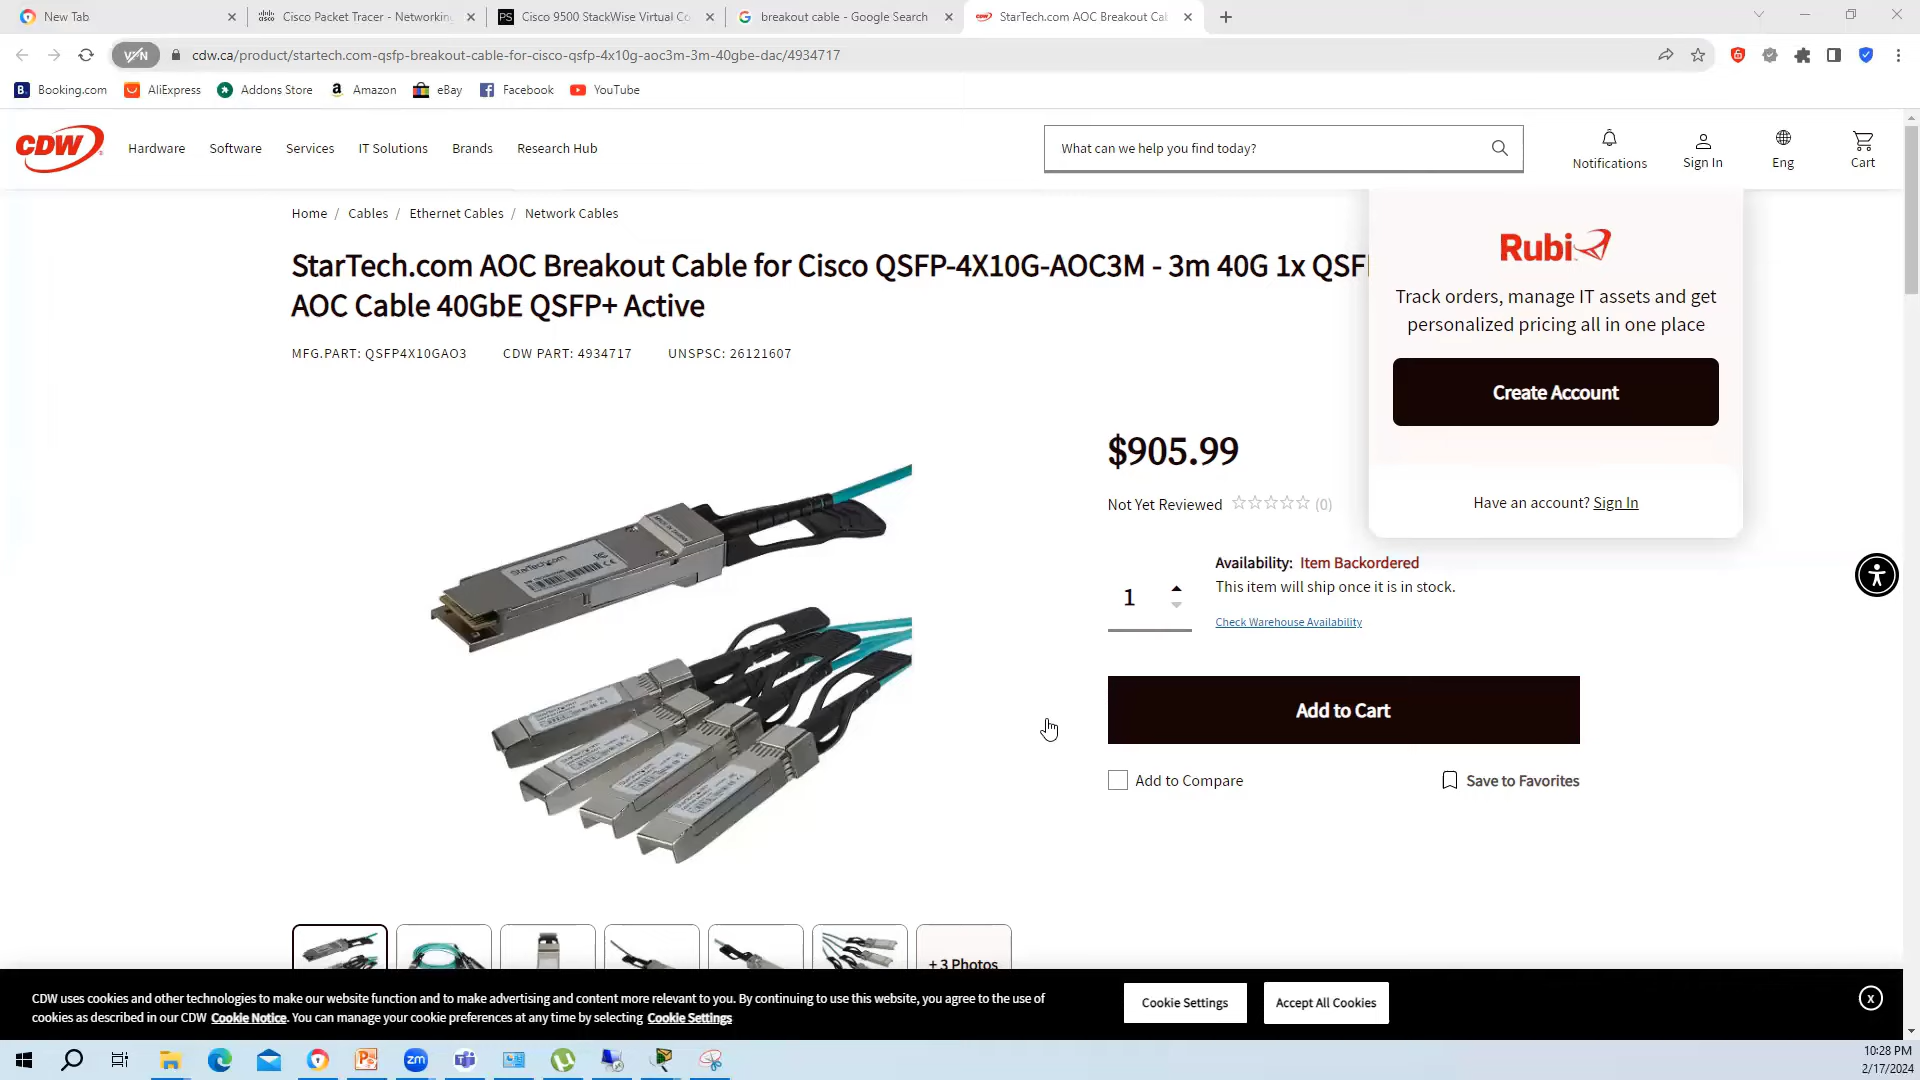 New Tab
Cisco Packet Tracer - Networking
Cisco 9500 StackWise Virtual Co
breakout cable - Google Search
StarTech.com AOC Breakout Cal
VPN
cdw.ca/product/startech.com-qsfp-breakout-cable-for-cisco-qsfp-4x10g-aoc3m-3m-40gbe-dac/4934717
Booking.com
AliExpress
Addons Store
Amazon
eBay
Facebook
YouTube
CDW
Hardware
Software
Services
IT Solutions
Brands
Research Hub
What can we help you find today?
Notifications
Sign In
Eng
Cart
Home / Cables / Ethernet Cables / Network Cables
StarTech.com AOC Breakout Cable for Cisco QSFP-4X10G-AOC3M - 3m 40G 1x QSF
AOC Cable 40GbE QSFP+ Active
MFG.PART: QSFP4X10GAO3
CDW PART: 4934717
UNSPSC: 26121607
Rubi
Track orders, manage IT assets and get
personalized pricing all in one place
Create Account
Have an account? Sign In
$905.99
Not Yet Reviewed (0)
Availability: Item Backordered
This item will ship once it is in stock.
1
Check Warehouse Availability
Add to Cart
Add to Compare
Save to Favorites
StarTech.com
+ 3 Photos
CDW uses cookies and other technologies to make our website function and to make advertising and content more relevant to you. By continuing to use this website, you agree to the use of
cookies as described in our CDW Cookie Notice. You can manage your cookie preferences at any time by selecting Cookie Settings
Cookie Settings
Accept All Cookies
X
zm
10:28 PM
2/17/2024